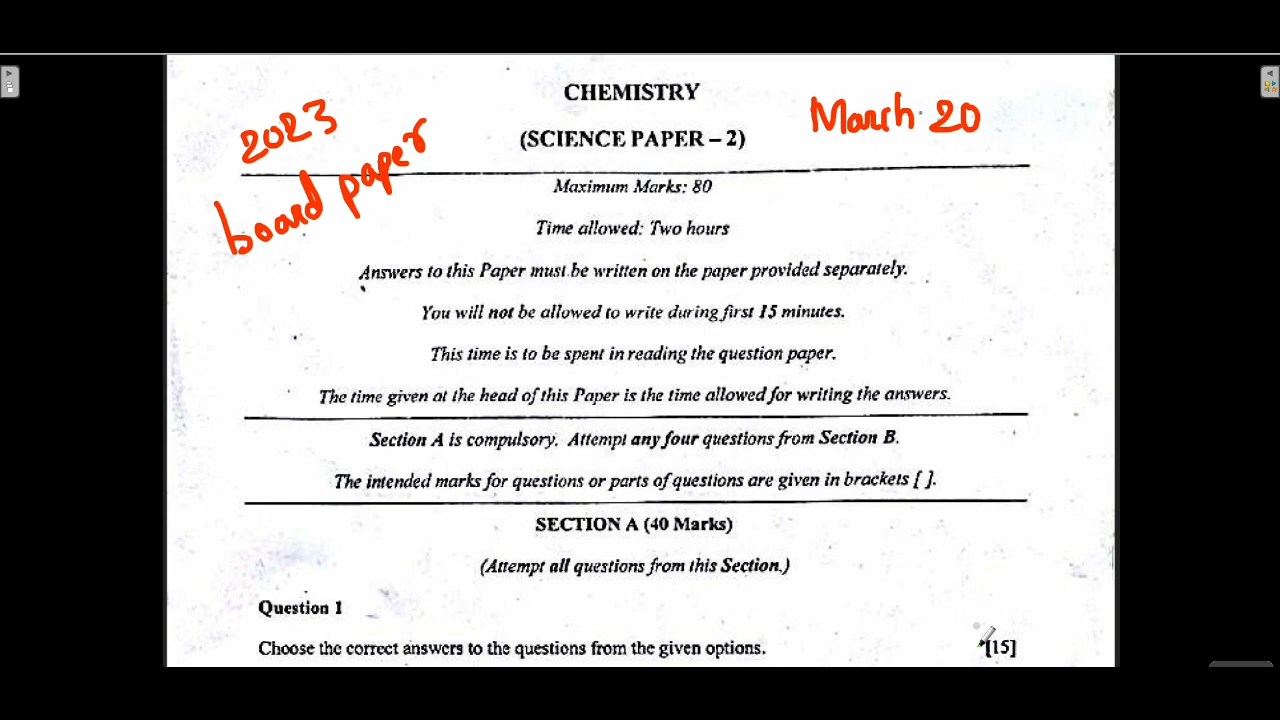 CHEMISTRY
(SCIENCE PAPER – 2)
2023
board paper
March 20
Maximum Marks: 80
Time allowed: Two hours
Answers to this Paper must be written on the paper provided separately.
You will not be allowed to write during first 15 minutes.
This time is to be spent in reading the question paper.
The time given at the head of this Paper is the time allowed for writing the answers.
Section A is compulsory. Attempt any four questions from Section B.
The intended marks for questions or parts of questions are given in brackets [ ].
SECTION A (40 Marks)
(Attempt all questions from this Section.)
Question 1
Choose the correct answers to the questions from the given options. [15]